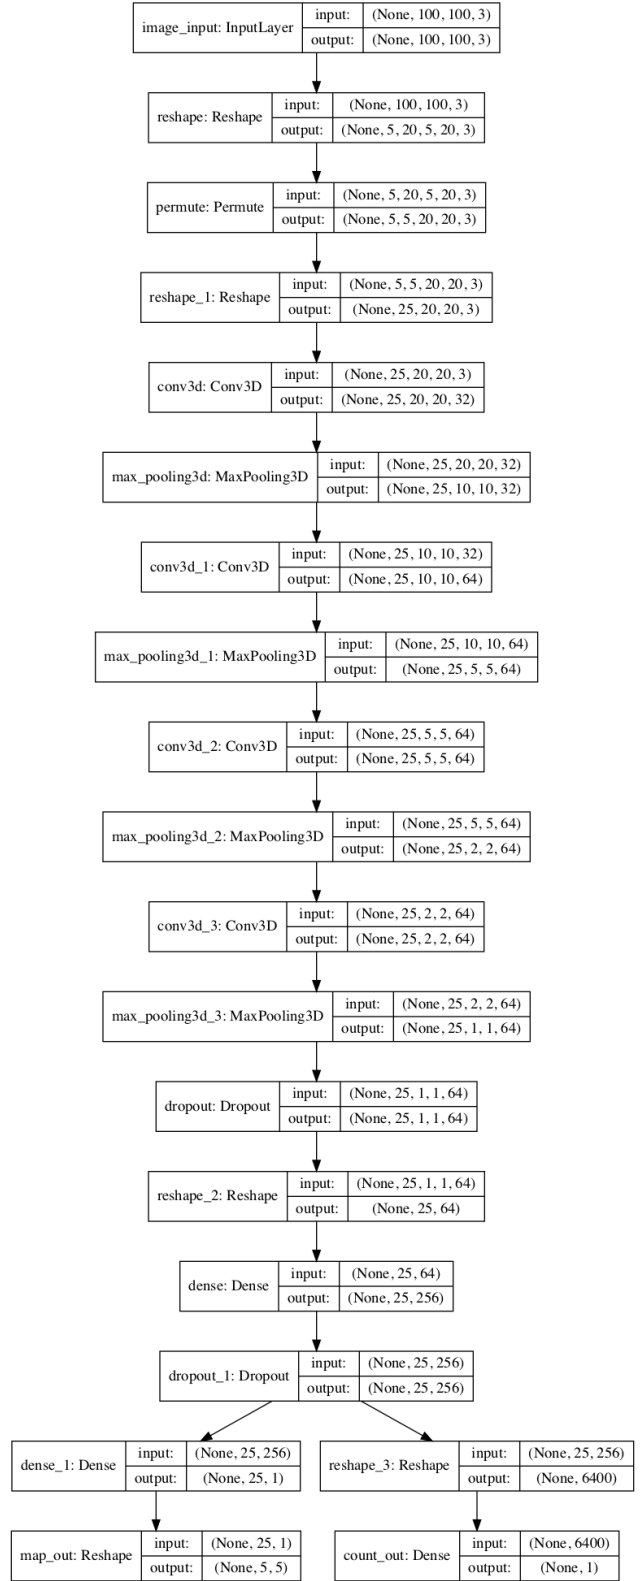 image_input: InputLayer
input: (None, 100, 100, 3)
output: (None, 100, 100, 3)
reshape: Reshape
input: (None, 100, 100, 3)
output: (None, 5, 20, 5, 20, 3)
permute: Permute
input: (None, 5, 20, 5, 20, 3)
output: (None, 5, 5, 20, 20, 3)
reshape_1: Reshape
input: (None, 5, 5, 20, 20, 3)
output: (None, 25, 20, 20, 3)
conv3d: Conv3D
input: (None, 25, 20, 20, 3)
output: (None, 25, 20, 20, 32)
max_pooling3d: MaxPooling3D
input: (None, 25, 20, 20, 32)
output: (None, 25, 10, 10, 32)
conv3d_1: Conv3D
input: (None, 25, 10, 10, 32)
output: (None, 25, 10, 10, 64)
max_pooling3d_1: MaxPooling3D
input: (None, 25, 10, 10, 64)
output: (None, 25, 5, 5, 64)
conv3d_2: Conv3D
input: (None, 25, 5, 5, 64)
output: (None, 25, 5, 5, 64)
max_pooling3d_2: MaxPooling3D
input: (None, 25, 5, 5, 64)
output: (None, 25, 2, 2, 64)
conv3d_3: Conv3D
input: (None, 25, 2, 2, 64)
output: (None, 25, 2, 2, 64)
max_pooling3d_3: MaxPooling3D
input: (None, 25, 2, 2, 64)
output: (None, 25, 1, 1, 64)
dropout: Dropout
input: (None, 25, 1, 1, 64)
output: (None, 25, 1, 1, 64)
reshape_2: Reshape
input: (None, 25, 1, 1, 64)
output: (None, 25, 64)
dense: Dense
input: (None, 25, 64)
output: (None, 25, 256)
dropout_1: Dropout
input: (None, 25, 256)
output: (None, 25, 256)
dense_1: Dense
input: (None, 25, 256)
output: (None, 25, 1)
reshape_3: Reshape
input: (None, 25, 256)
output: (None, 6400)
map_out: Reshape
input: (None, 25, 1)
output: (None, 5, 5)
count_out: Dense
input: (None, 6400)
output: (None, 1)